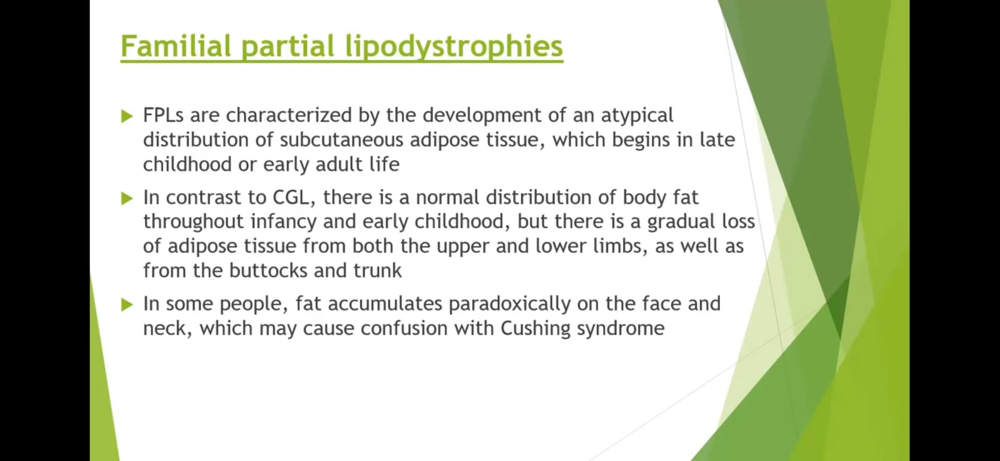 Familial partial lipodystrophies
FPLs are characterized by the development of an atypical
distribution of subcutaneous adipose tissue, which begins in late
childhood or early adult life
In contrast to CGL, there is a normal distribution of body fat
throughout infancy and early childhood, but there is a gradual loss
of adipose tissue from both the upper and lower limbs, as well as
from the buttocks and trunk
In some people, fat accumulates paradoxically on the face and
neck, which may cause confusion with Cushing syndrome